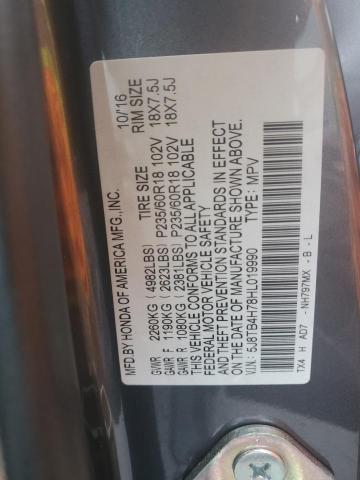 MFD.BY HONDA OF AMERICA MFG.,INC. 10/'16
TIRE SIZE RIM SIZE
GVWR 2260KG ( 4982LBS)
GAWR F 1190KG ( 2623LBS) P235/60R18 102V 18X7.5J
GAWR R 1080KG ( 2381LBS) P235/60R18 102V 18X7.5J
THIS VEHICLE CONFORMS TO ALL APPLICABLE
FEDERAL MOTOR VEHICLE SAFETY
AND THEFT PREVENTION STANDARDS IN EFFECT
ON THE DATE OF MANUFACTURE SHOWN ABOVE.
V.I.N: 5J8TB4H78HL019990 TYPE: MPV
TX4 H AD7 - NH797MX - B - L